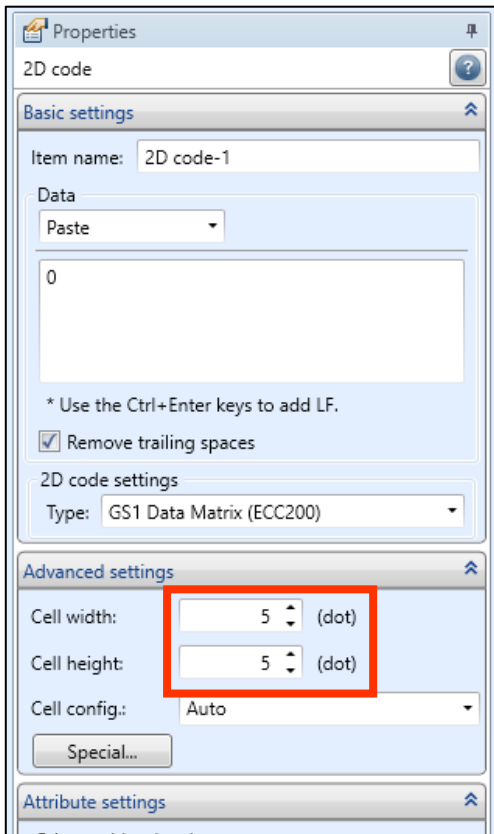 Properties
2D code
Basic settings
Item name: 2D code-1
Data
Paste
0
* Use the Ctrl+Enter keys to add LF.
Remove trailing spaces
2D code settings
Type: GS1 Data Matrix (ECC200)
Advanced settings
Cell width: 5 (dot)
Cell height: 5 (dot)
Cell config.: Auto
Special...
Attribute settings